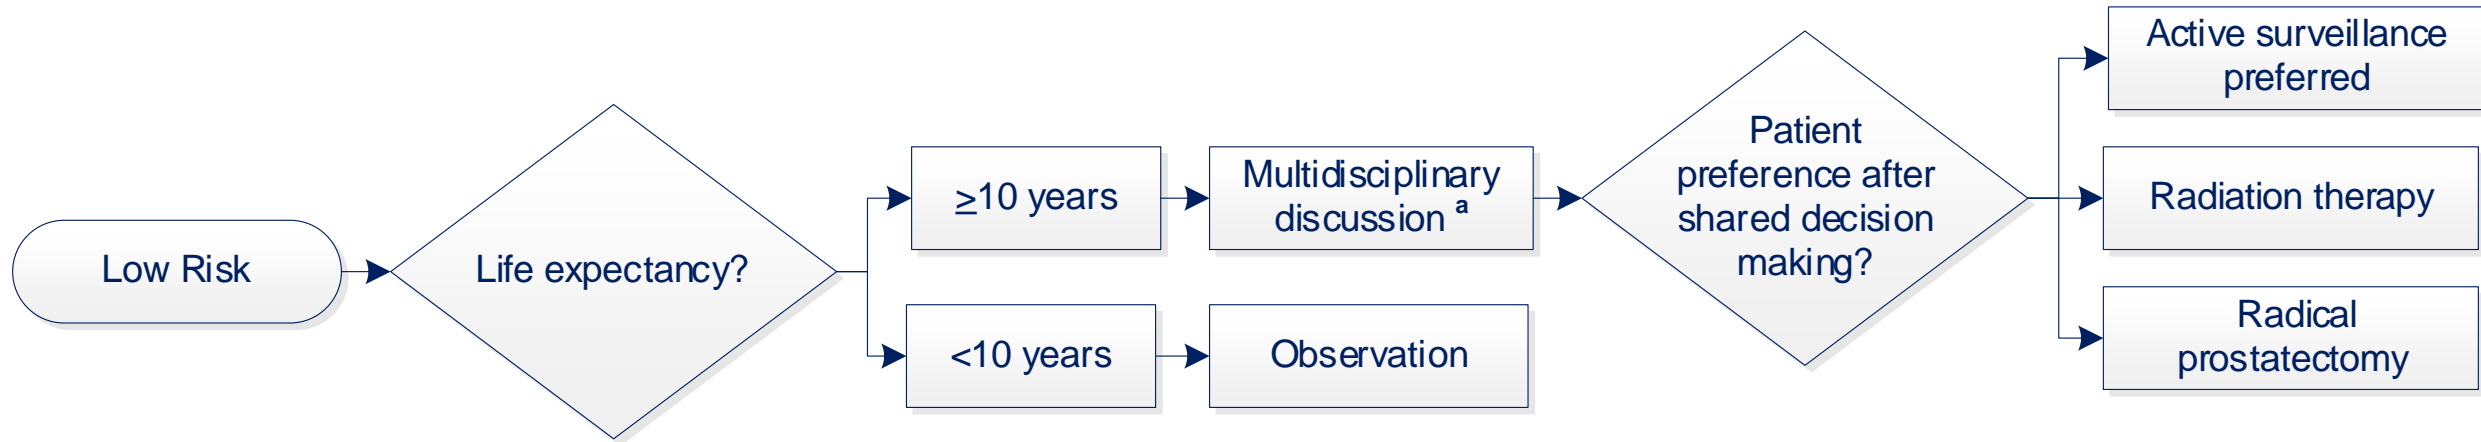 Low Risk
Life expectancy?
≥10 years
<10 years
Multidisciplinary
discussion a
Observation
Patient
preference after
shared decision
making?
Active surveillance
preferred
Radiation therapy
Radical
prostatectomy